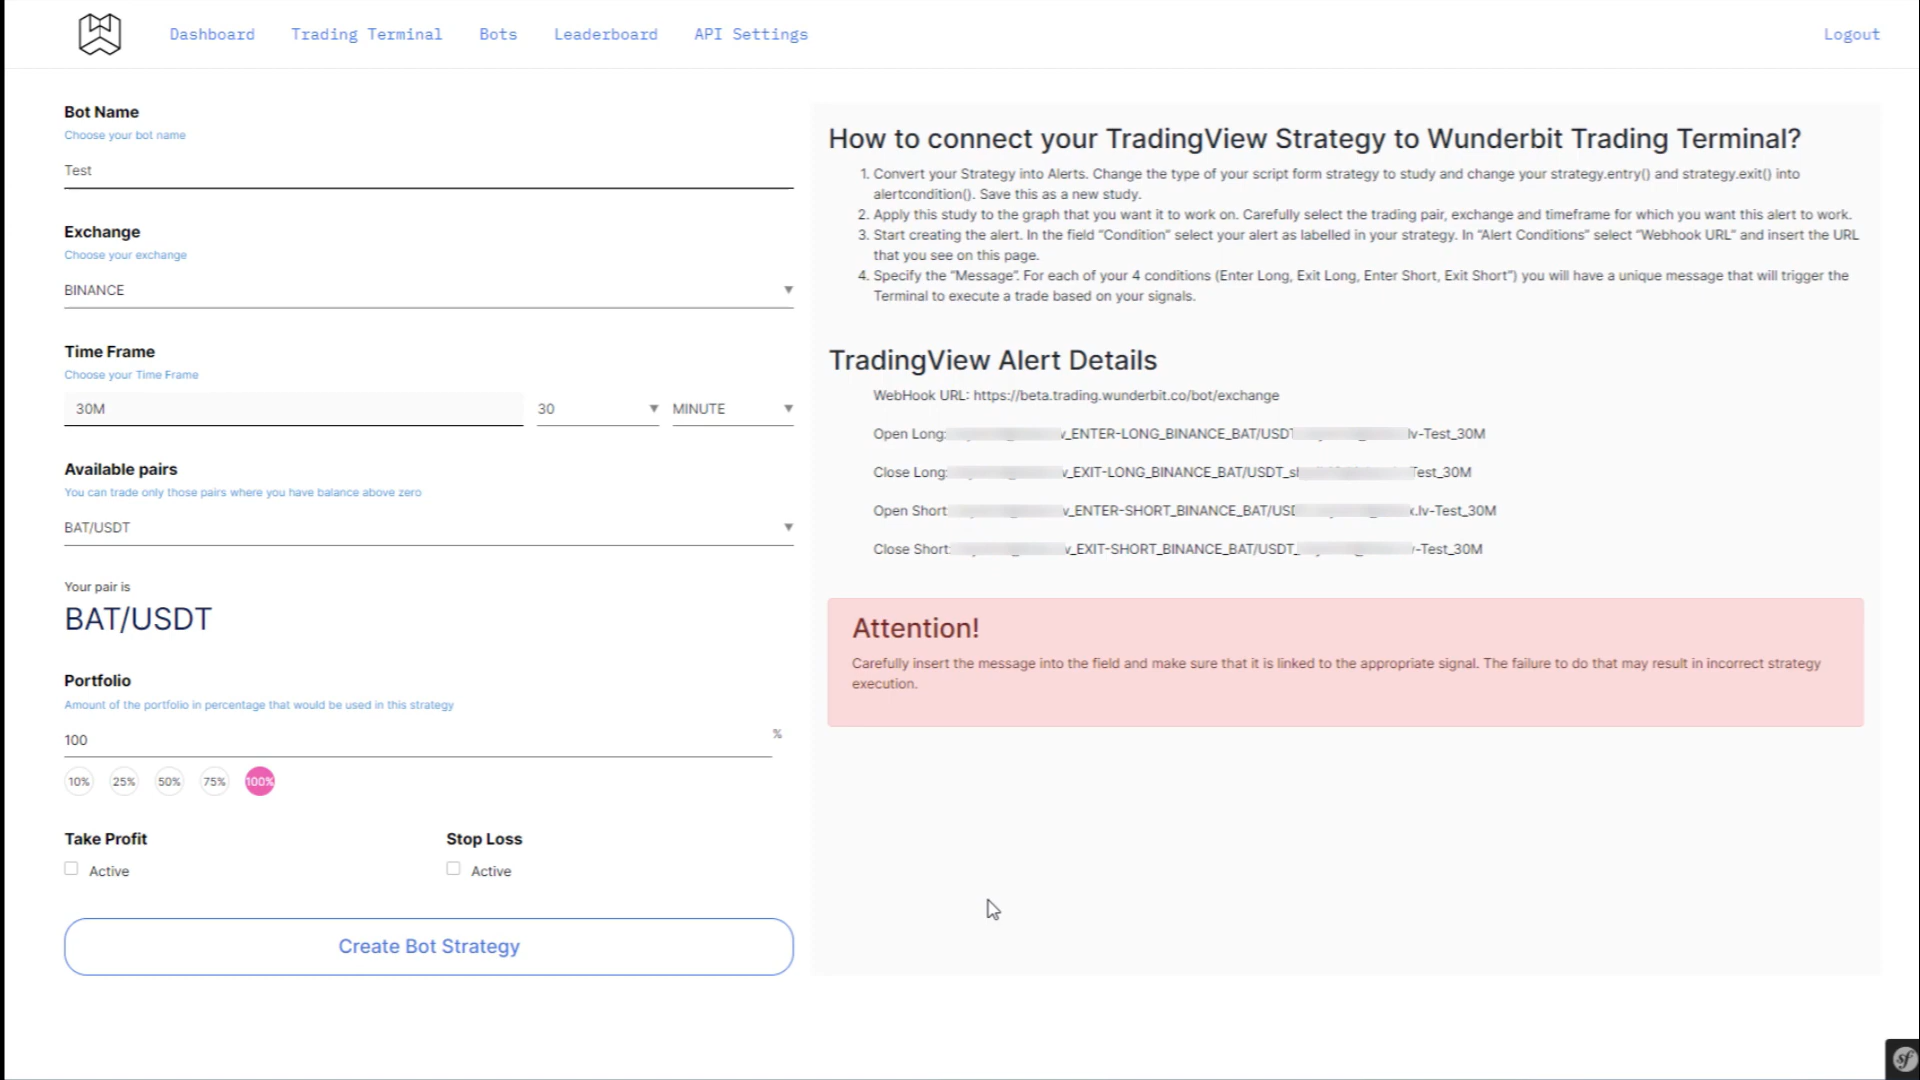 Dashboard Trading Terminal Bots Leaderboard API Settings Logout
Bot Name
Choose your bot name
Test
Exchange
Choose your exchange
BINANCE
Time Frame
Choose your Time Frame
30M 30 MINUTE
Available pairs
You can trade only those pairs where you have balance above zero
BAT/USDT
Your pair is
BAT/USDT
Portfolio
Amount of the portfolio in percentage that would be used in this strategy
100 %
10% 25% 50% 75% 100%
Take Profit Stop Loss
Active Active
Create Bot Strategy
How to connect your TradingView Strategy to Wunderbit Trading Terminal?
1. Convert your Strategy into Alerts. Change the type of your script form strategy to study and change your strategy.entry() and strategy.exit() into
alertcondition(). Save this as a new study.
2. Apply this study to the graph that you want it to work on. Carefully select the trading pair, exchange and timeframe for which you want this alert to work.
3. Start creating the alert. In the field "Condition" select your alert as labelled in your strategy. In "Alert Conditions" select "Webhook URL" and insert the URL
that you see on this page.
4. Specify the "Message". For each of your 4 conditions (Enter Long, Exit Long, Enter Short, Exit Short") you will have a unique message that will trigger the
Terminal to execute a trade based on your signals.
TradingView Alert Details
WebHook URL: https://beta.trading.wunderbit.co/bot/exchange
Open Long: _ENTER-LONG_BINANCE_BAT/USDT lv-Test_30M
Close Long: _EXIT-LONG_BINANCE_BAT/USDT_ Test_30M
Open Short: _ENTER-SHORT_BINANCE_BAT/USD .lv-Test_30M
Close Short: _EXIT-SHORT_BINANCE_BAT/USDT_ -Test_30M
Attention!
Carefully insert the message into the field and make sure that it is linked to the appropriate signal. The failure to do that may result in incorrect strategy
execution.
sf